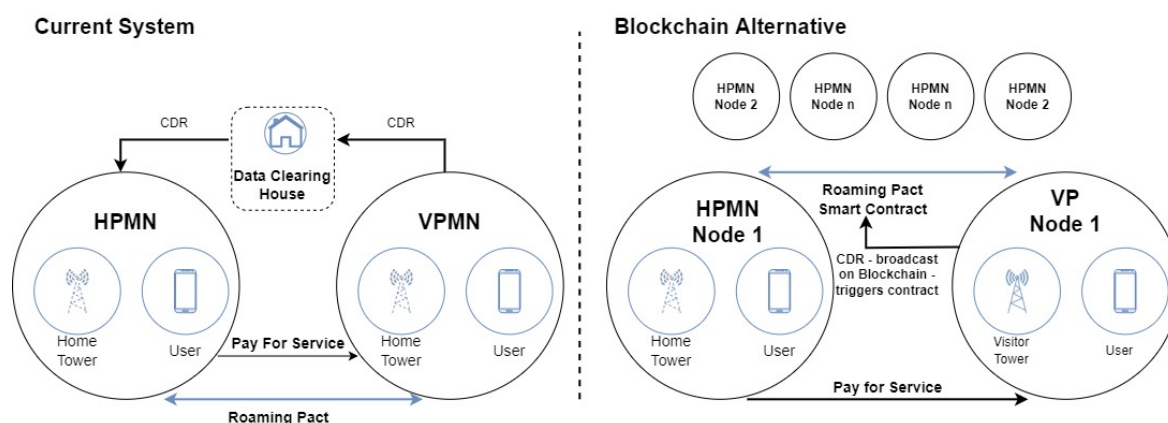 Current System
CDR
CDR
Data Clearing
House
HPMN
VPMN
Home
Tower
User
Home
Tower
User
Pay For Service
Roaming Pact
Blockchain Alternative
HPMN
Node 2
HPMN
Node n
HPMN
Node n
HPMN
Node 2
Roaming Pact
Smart Contract
HPMN
Node 1
VP
Node 1
CDR - broadcast
on Blockchain -
triggers contract
Home
Tower
User
Visitor
Tower
User
Pay for Service